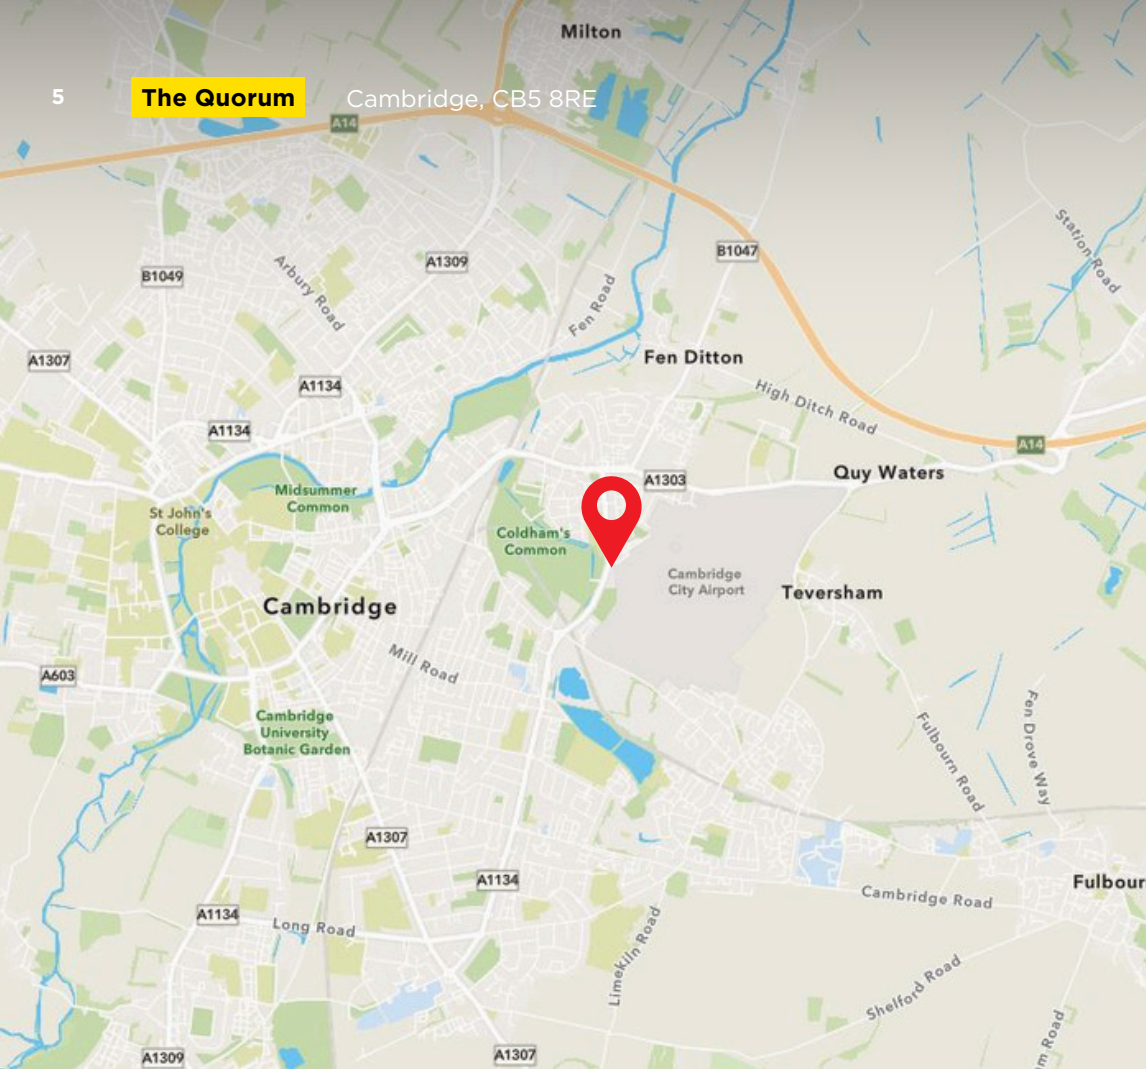 Milton
5
The Quorum
Cambridge, CB5 8RE
A14
Station Road
B1047
A1309
B1049
Arbury Road
Fen Road
A1307
Fen Ditton
A1134
High Ditch Road
A1134
A14
Quy Waters
A1303
Midsummer
Common
St John's
College
Coldham's
Common
Cambridge
City Airport
Teversham
Cambridge
Mill Road
A603
Cambridge
University
Botanic Garden
Fulbourn Road
Fen Drove Way
A1307
A1134
Fulbour
Cambridge Road
A1134
Long Road
Limekiln Road
Shelford Road
m Road
A1309
A1307